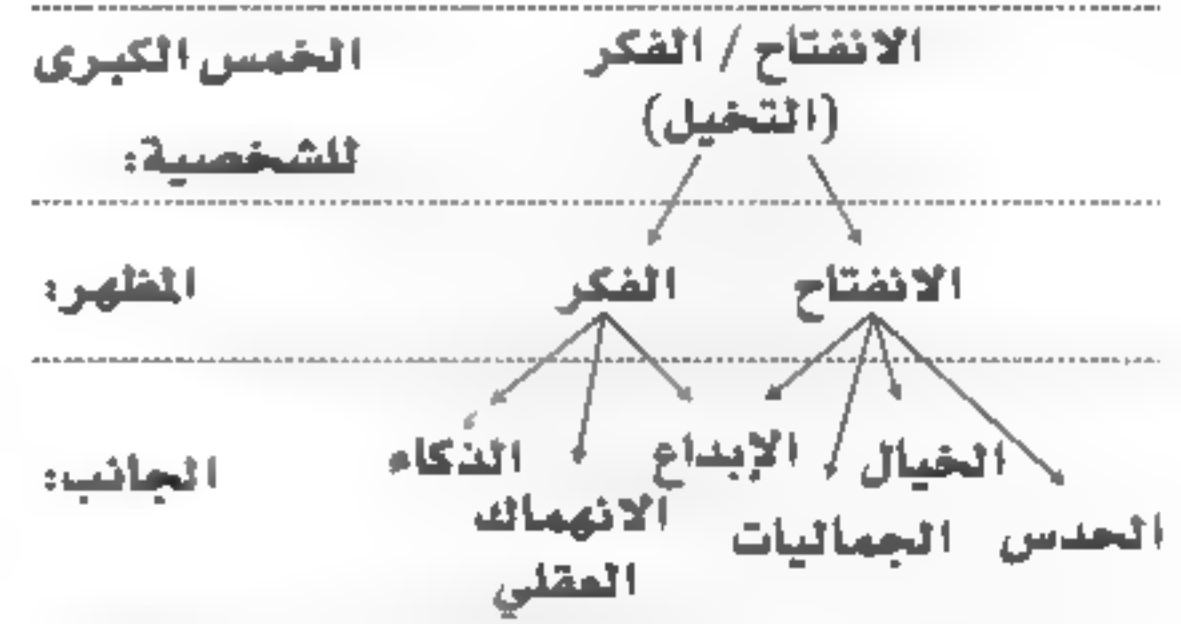 الخمس الكبرى
للشخصية:
الانفتاح / الفكر
(التخيل)
المظهر:
الانفتاح
الفكر
الجانب:
الحدس
الخيال
الجماليات
الإبداع
الانهماك
العقلي
الذكاء